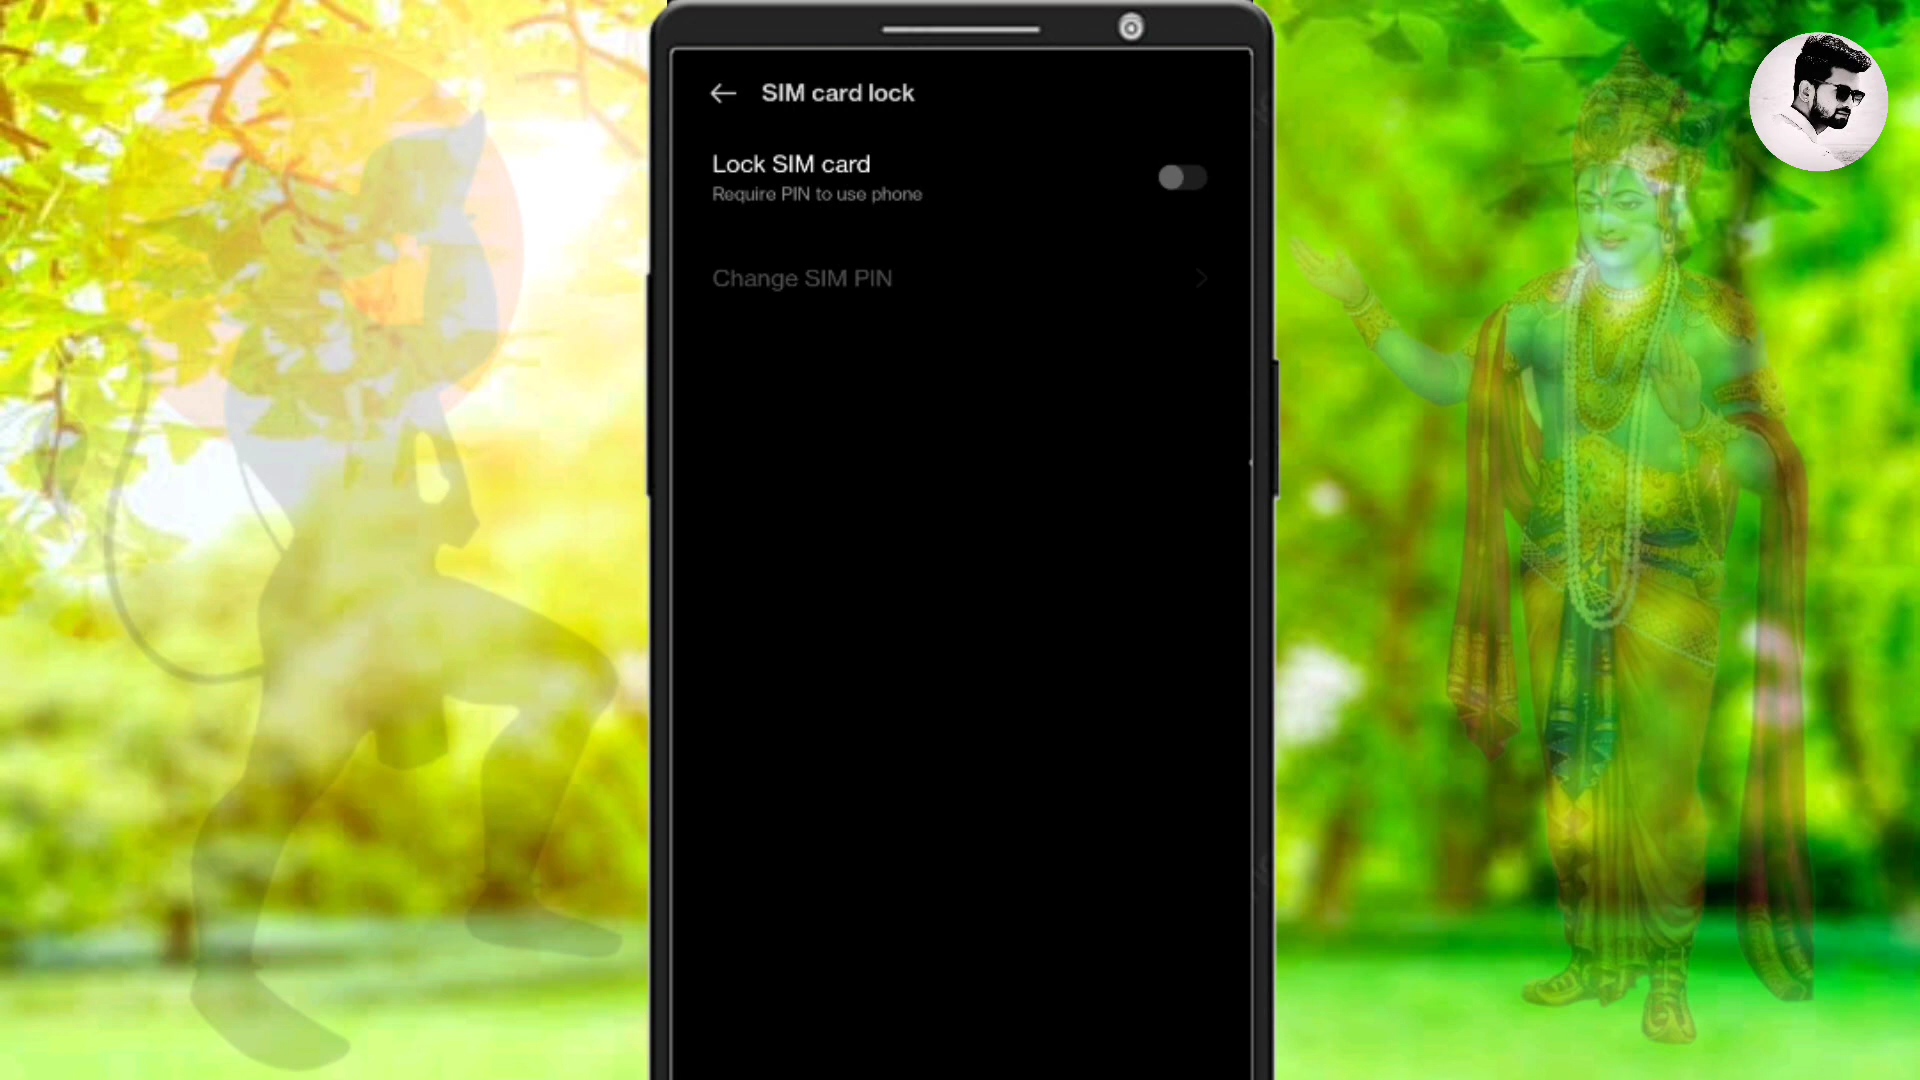 SIM card lock
Lock SIM card
Require PIN to use phone
Change SIM PIN